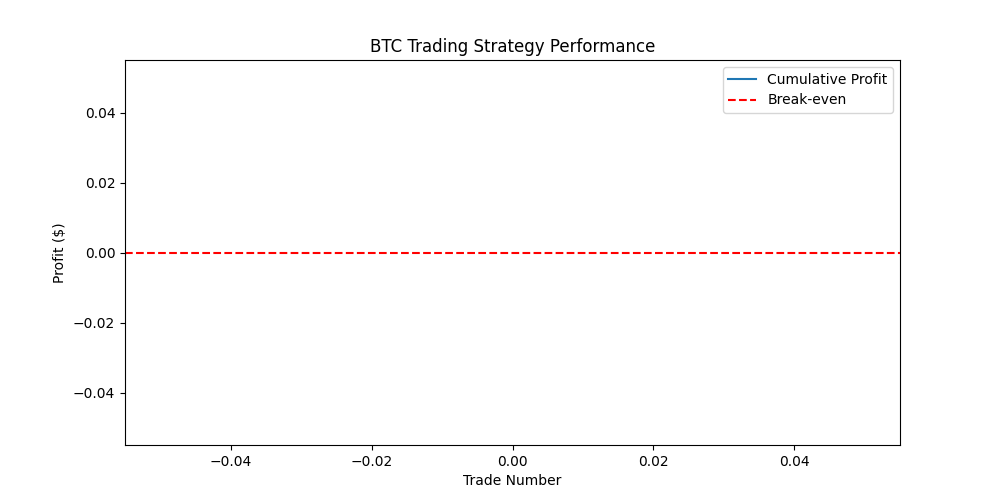 BTC Trading Strategy Performance
Cumulative Profit
Break-even
0.04
0.02
0.00
−0.02
−0.04
Profit ($)
−0.04
−0.02
0.00
0.02
0.04
Trade Number